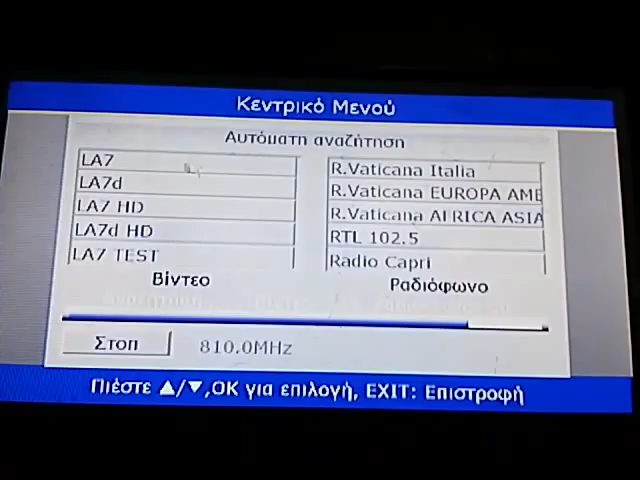 Κεντρικό Μενού
Αυτόματη αναζήτηση
LA7
LA7d
LA7 HD
LA7d HD
LA7 TEST
Βίντεο
R.Vaticana Italia
R.Vaticana EUROPA AME
R.Vaticana AFRICA ASIA
RTL 102.5
Radio Capri
Ραδιόφωνο
Στοπ
810.0MHz
Πιέστε ▲/▼,OK για επιλογή, EXIT: Επιστροφή